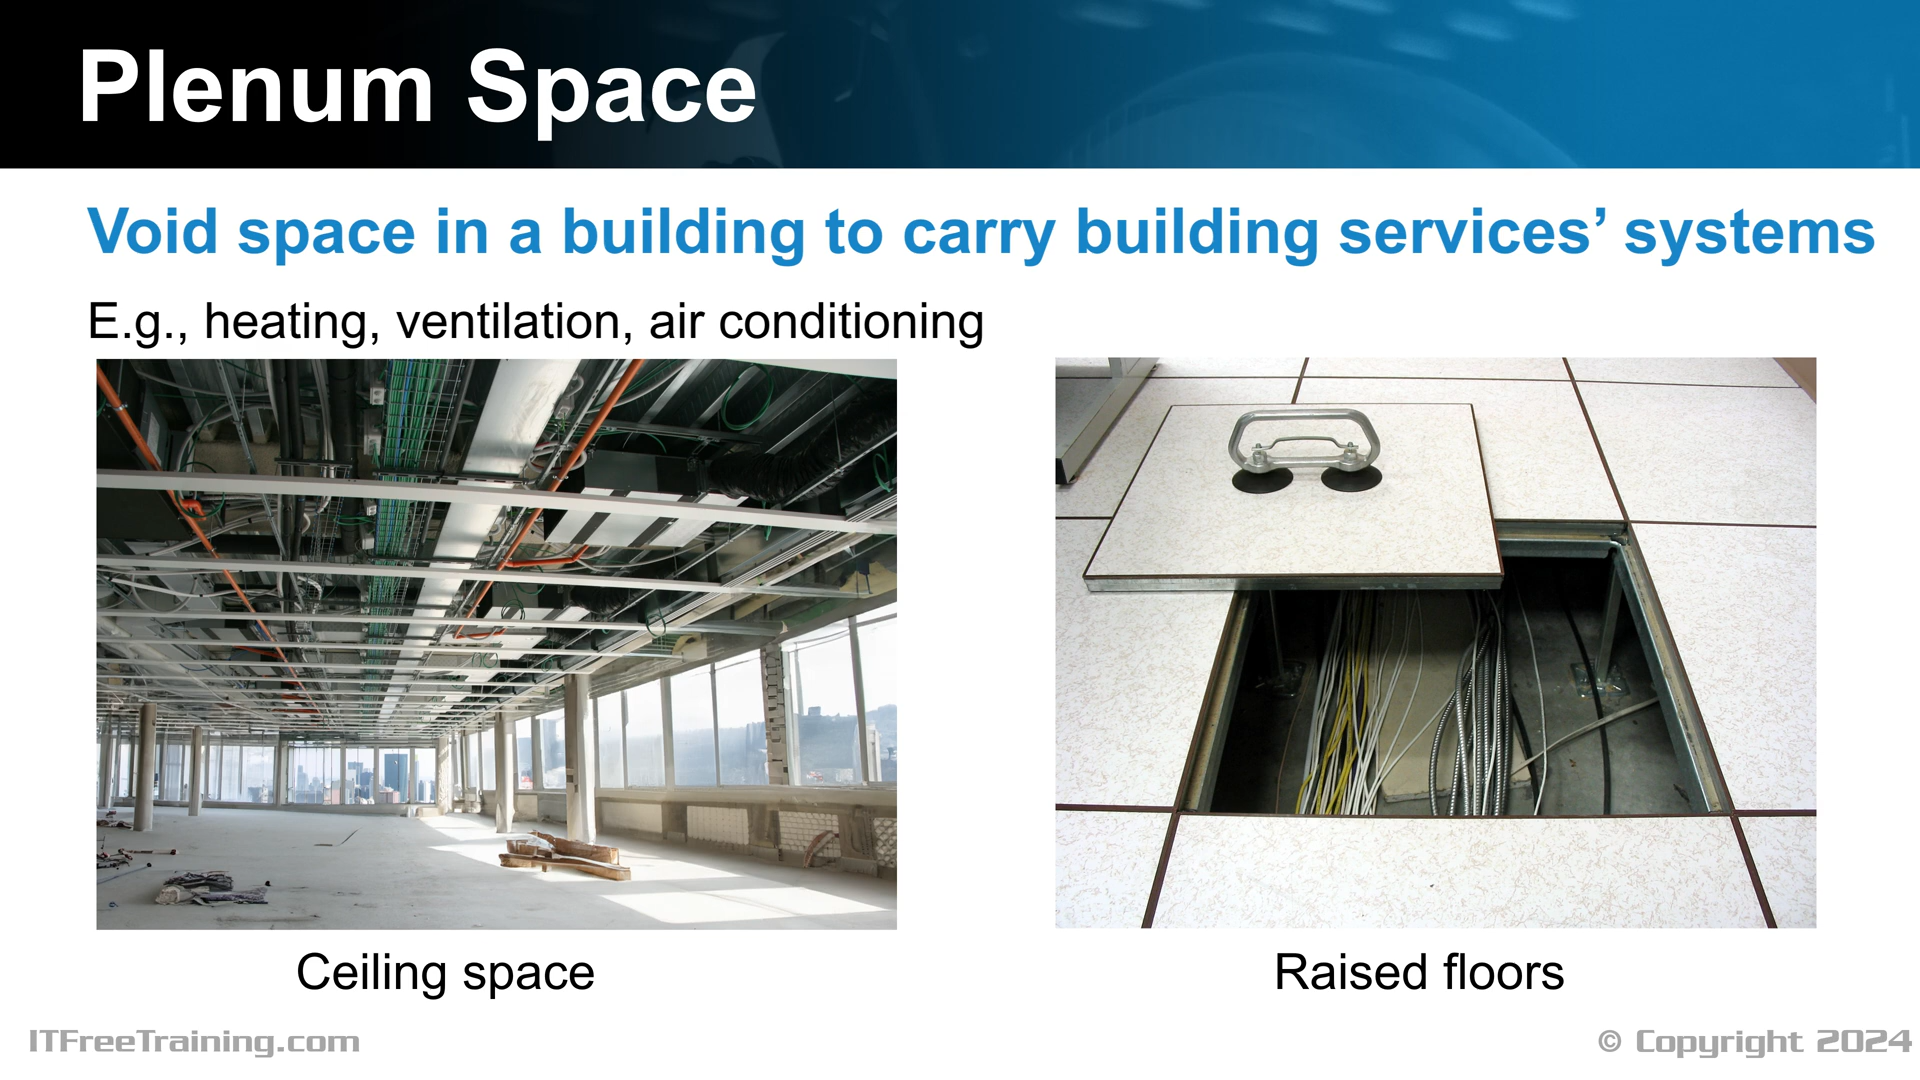 Plenum Space
Void space in a building to carry building services’ systems
E.g., heating, ventilation, air conditioning
Ceiling space
Raised floors
ITFreeTraining.com
© Copyright 2024